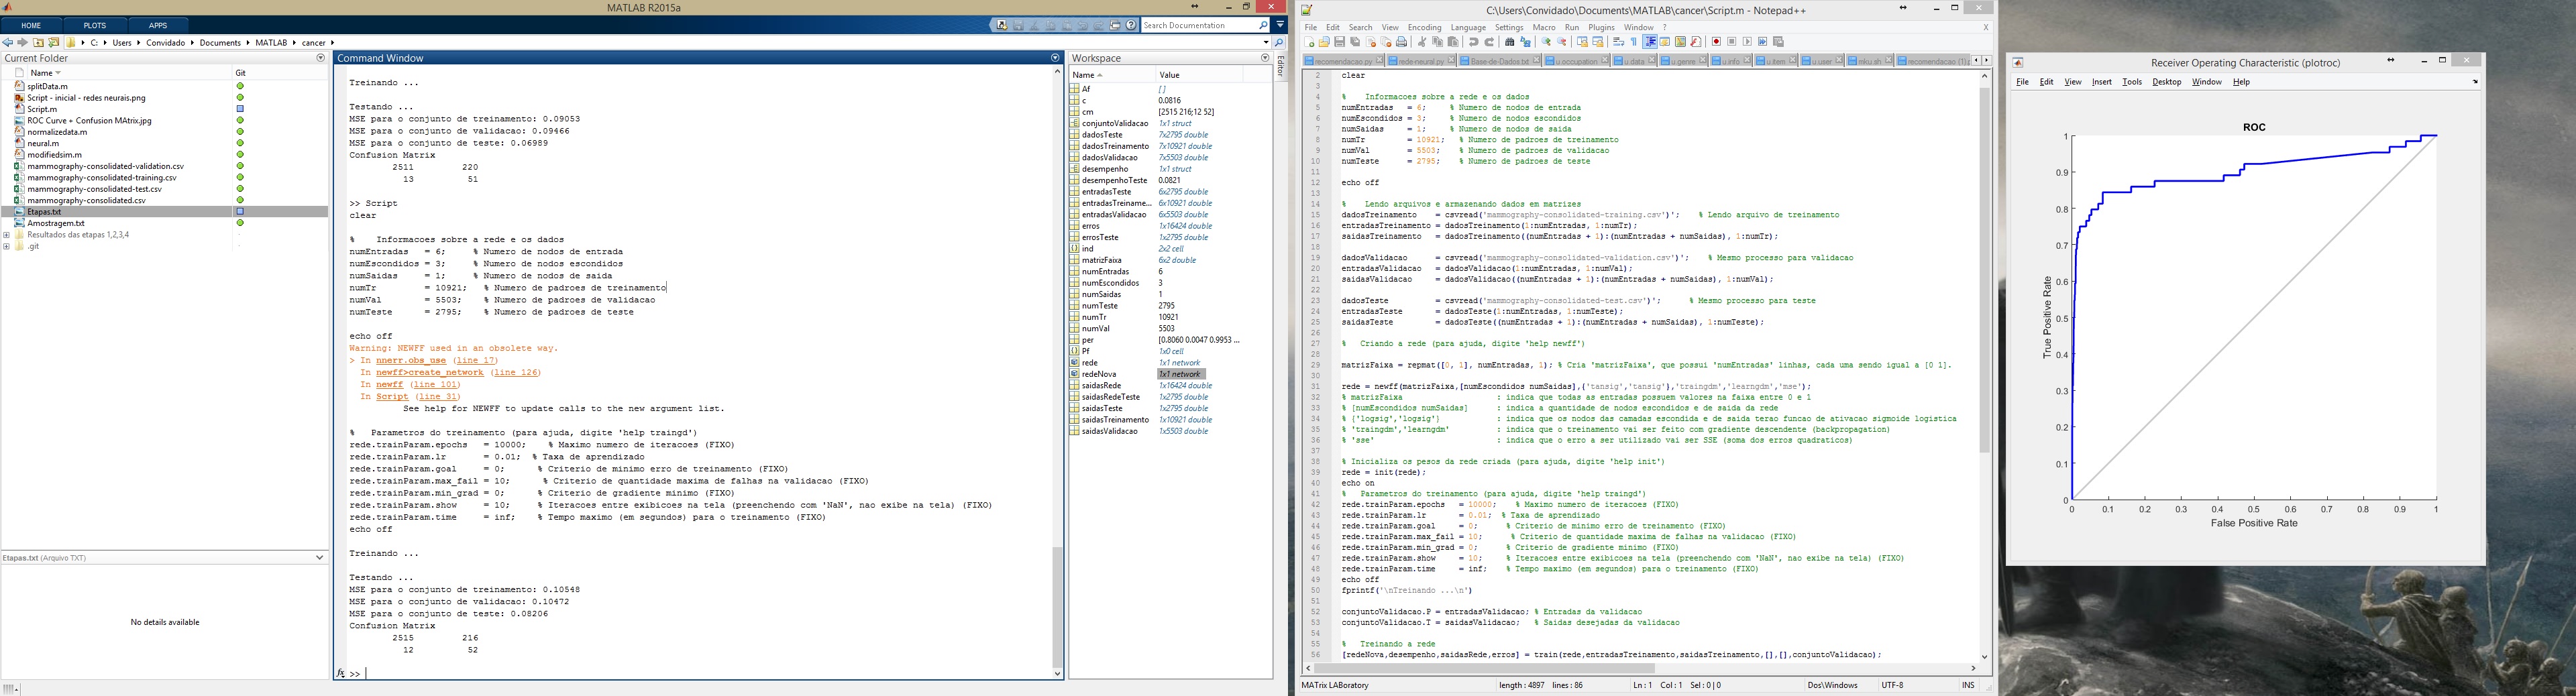 MATLAB R2015a
HOME PLOTS APPS
Search Documentation
C: Users Convidado Documents MATLAB cancer
Current Folder
Name Git
splitData.m
Script - inicial - redes neurais.png
Script.m
ROC Curve + Confusion MAtrix.jpg
normalizedata.m
neural.m
modifiedsim.m
mammography-consolidated-validation.csv
mammography-consolidated-training.csv
mammography-consolidated-test.csv
mammography-consolidated.csv
Etapas.txt
Amostragem.txt
Resultados das etapas 1,2,3,4
.git
Etapas.txt (Arquivo TXT)
No details available
Command Window
Treinando ...
Testando ...
MSE para o conjunto de treinamento: 0.09053
MSE para o conjunto de validacao: 0.09466
MSE para o conjunto de teste: 0.06989
Confusion Matrix
2511 220
13 51
>> Script
clear
% Informacoes sobre a rede e os dados
numEntradas = 6; % Numero de nodos de entrada
numEscondidos = 3; % Numero de nodos escondidos
numSaidas = 1; % Numero de nodos de saida
numTr = 10921; % Numero de padroes de treinamento
numVal = 5503; % Numero de padroes de validacao
numTeste = 2795; % Numero de padroes de teste
echo off
Warning: NEWFF used in an obsolete way.
> In nnerr.obs_use (line 17)
In newff>create_network (line 126)
In newff (line 101)
In Script (line 31)
See help for NEWFF to update calls to the new argument list.
% Parametros do treinamento (para ajuda, digite 'help traingd')
rede.trainParam.epochs = 10000; % Maximo numero de iteracoes (FIXO)
rede.trainParam.lr = 0.01; % Taxa de aprendizado
rede.trainParam.goal = 0; % Criterio de minimo erro de treinamento (FIXO)
rede.trainParam.max_fail = 10; % Criterio de quantidade maxima de falhas na validacao (FIXO)
rede.trainParam.min_grad = 0; % Criterio de gradiente minimo (FIXO)
rede.trainParam.show = 10; % Iteracoes entre exibicoes na tela (preenchendo com 'NaN', nao exibe na tela) (FIXO)
rede.trainParam.time = inf; % Tempo maximo (em segundos) para o treinamento (FIXO)
echo off
Treinando ...
Testando ...
MSE para o conjunto de treinamento: 0.10548
MSE para o conjunto de validacao: 0.10472
MSE para o conjunto de teste: 0.08206
Confusion Matrix
2515 216
12 52
fx >>
Workspace
Name Value
Af []
c 0.0816
cm [2515 216;12 52]
conjuntoValidacao 1x1 struct
dadosTeste 7x2795 double
dadosTreinamento 7x10921 double
dadosValidacao 7x5503 double
desempenho 1x1 struct
desempenhoTeste 0.0821
entradasTeste 6x2795 double
entradasTreiname... 6x10921 double
entradasValidacao 6x5503 double
erros 1x16424 double
errosTeste 1x2795 double
ind 2x2 cell
matrizFaixa 6x2 double
numEntradas 6
numEscondidos 3
numSaidas 1
numTeste 2795
numTr 10921
numVal 5503
per [0.8060 0.0047 0.9953 ...
Pf 1x0 cell
rede 1x1 network
redeNova 1x1 network
saidasRede 1x16424 double
saidasRedeTeste 1x2795 double
saidasTeste 1x2795 double
saidasTreinamento 1x10921 double
saidasValidacao 1x5503 double
Editor
C:\Users\Convidado\Documents\MATLAB\cancer\Script.m - Notepad++
File Edit Search View Encoding Language Settings Macro Run Plugins Window ? X
recomendacao.py rede-neural.py Base-de-Dados.txt u.occupation u.data u.genre u.info u.item u.user mku.sh recomendacao (1)
2 clear
3
4 % Informacoes sobre a rede e os dados
5 numEntradas = 6; % Numero de nodos de entrada
6 numEscondidos = 3; % Numero de nodos escondidos
7 numSaidas = 1; % Numero de nodos de saida
8 numTr = 10921; % Numero de padroes de treinamento
9 numVal = 5503; % Numero de padroes de validacao
10 numTeste = 2795; % Numero de padroes de teste
11
12 echo off
13
14 % Lendo arquivos e armazenando dados em matrizes
15 dadosTreinamento = csvread('mammography-consolidated-training.csv')'; % Lendo arquivo de treinamento
16 entradasTreinamento = dadosTreinamento(1:numEntradas, 1:numTr);
17 saidasTreinamento = dadosTreinamento((numEntradas + 1):(numEntradas + numSaidas), 1:numTr);
18
19 dadosValidacao = csvread('mammography-consolidated-validation.csv')'; % Mesmo processo para validacao
20 entradasValidacao = dadosValidacao(1:numEntradas, 1:numVal);
21 saidasValidacao = dadosValidacao((numEntradas + 1):(numEntradas + numSaidas), 1:numVal);
22
23 dadosTeste = csvread('mammography-consolidated-test.csv')'; % Mesmo processo para teste
24 entradasTeste = dadosTeste(1:numEntradas, 1:numTeste);
25 saidasTeste = dadosTeste((numEntradas + 1):(numEntradas + numSaidas), 1:numTeste);
26
27 % Criando a rede (para ajuda, digite 'help newff')
28
29 matrizFaixa = repmat([0, 1], numEntradas, 1); % Cria 'matrizFaixa', que possui 'numEntradas' linhas, cada uma sendo igual a [0 1].
30
31 rede = newff(matrizFaixa,[numEscondidos numSaidas],{'tansig','tansig'},'traingdm','learngdm','mse');
32 % matrizFaixa : indica que todas as entradas possuem valores na faixa entre 0 e 1
33 % [numEscondidos numSaidas] : indica a quantidade de nodos escondidos e de saida da rede
34 % {'logsig','logsig'} : indica que os nodos das camadas escondida e de saida terao funcao de ativacao sigmoide logistica
35 % 'traingdm','learngdm' : indica que o treinamento vai ser feito com gradiente descendente (backpropagation)
36 % 'sse' : indica que o erro a ser utilizado vai ser SSE (soma dos erros quadraticos)
37
38 % Inicializa os pesos da rede criada (para ajuda, digite 'help init')
39 rede = init(rede);
40 echo on
41 % Parametros do treinamento (para ajuda, digite 'help traingd')
42 rede.trainParam.epochs = 10000; % Maximo numero de iteracoes (FIXO)
43 rede.trainParam.lr = 0.01; % Taxa de aprendizado
44 rede.trainParam.goal = 0; % Criterio de minimo erro de treinamento (FIXO)
45 rede.trainParam.max_fail = 10; % Criterio de quantidade maxima de falhas na validacao (FIXO)
46 rede.trainParam.min_grad = 0; % Criterio de gradiente minimo (FIXO)
47 rede.trainParam.show = 10; % Iteracoes entre exibicoes na tela (preenchendo com 'NaN', nao exibe na tela) (FIXO)
48 rede.trainParam.time = inf; % Tempo maximo (em segundos) para o treinamento (FIXO)
49 echo off
50 fprintf('\nTreinando ...\n')
51
52 conjuntoValidacao.P = entradasValidacao; % Entradas da validacao
53 conjuntoValidacao.T = saidasValidacao; % Saidas desejadas da validacao
54
55 % Treinando a rede
56 [redeNova,desempenho,saidasRede,erros] = train(rede,entradasTreinamento,saidasTreinamento,[],[],conjuntoValidacao);
MATrix LABoratory length : 4897 lines : 86 Ln : 1 Col : 1 Sel : 0 | 0 Dos\Windows UTF-8 INS
Receiver Operating Characteristic (plotroc)
File Edit View Insert Tools Desktop Window Help
ROC
True Positive Rate
1
0.9
0.8
0.7
0.6
0.5
0.4
0.3
0.2
0.1
0
0 0.1 0.2 0.3 0.4 0.5 0.6 0.7 0.8 0.9 1
False Positive Rate